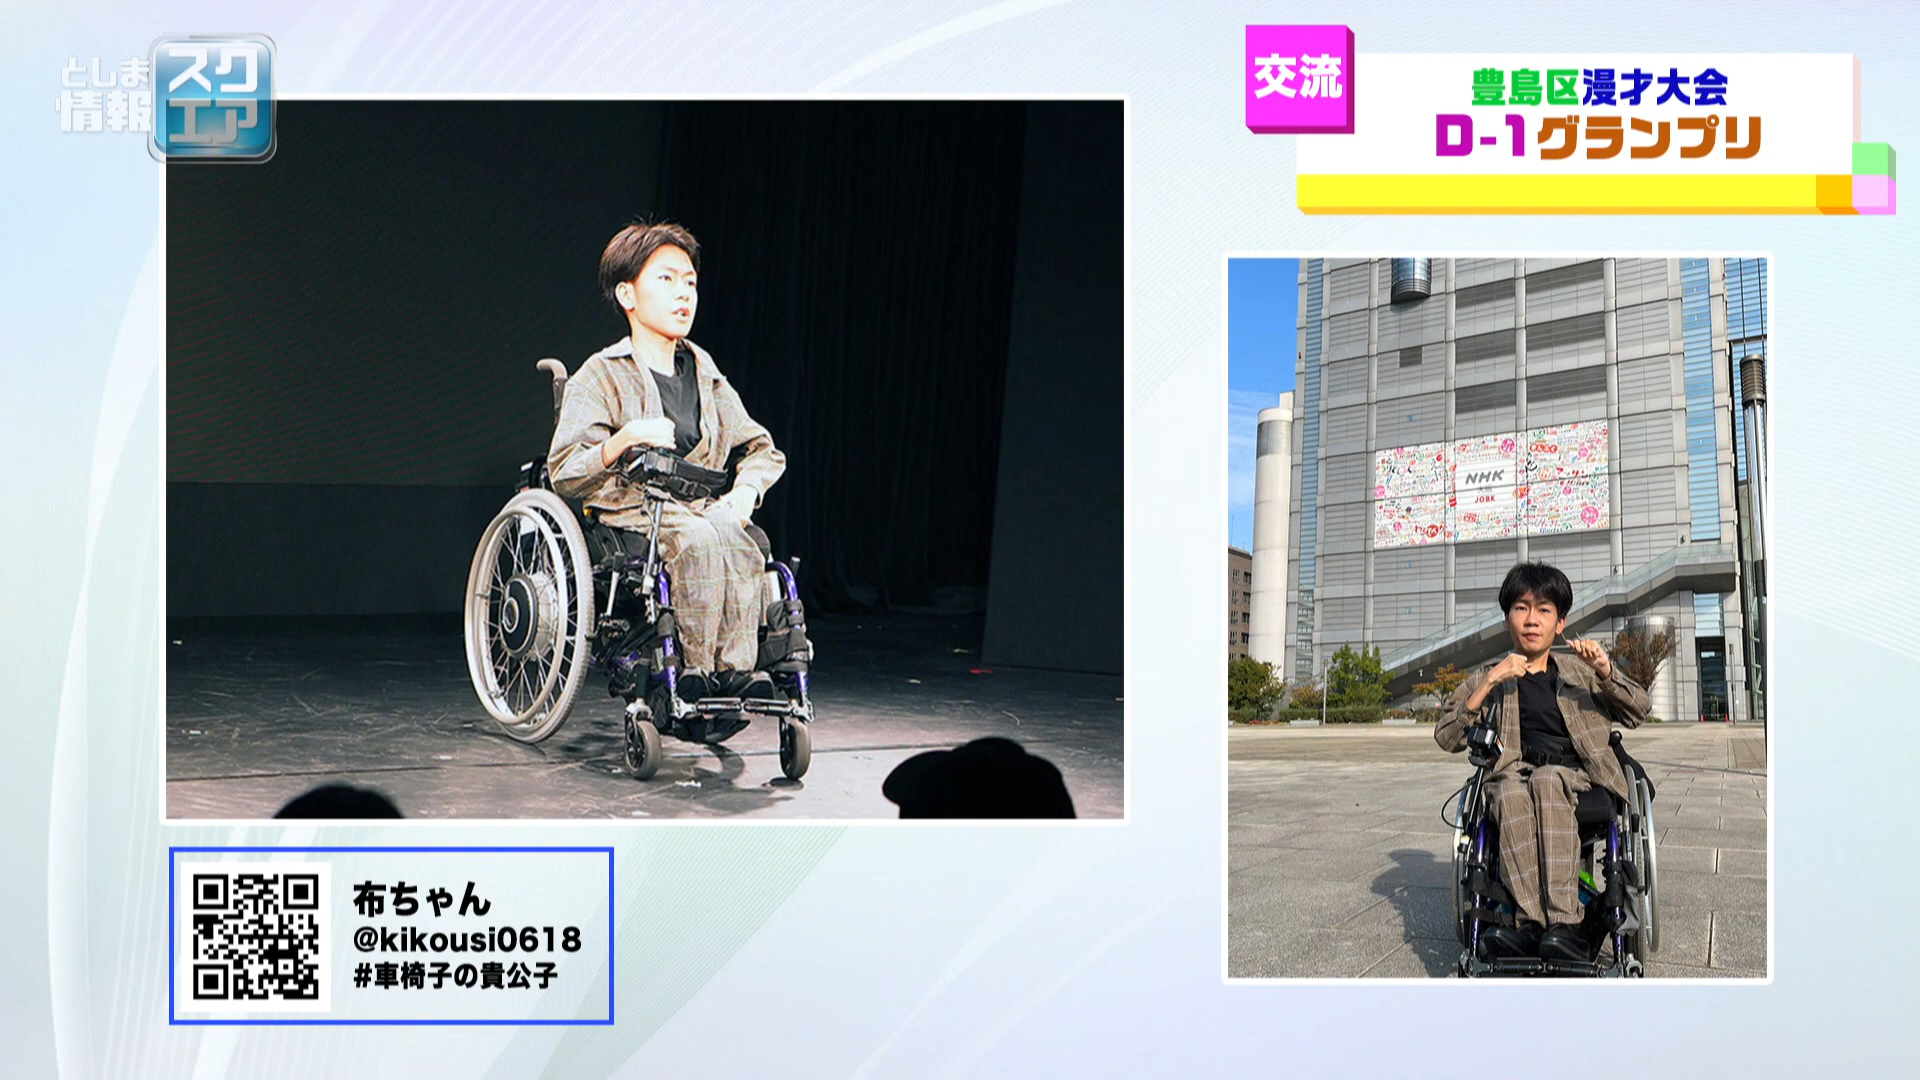 としま
情報
スク
エア
交流
豊島区漫才大会
D-1グランプリ
NHK
JOBK
布ちゃん
@kikousi0618
#車椅子の貴公子